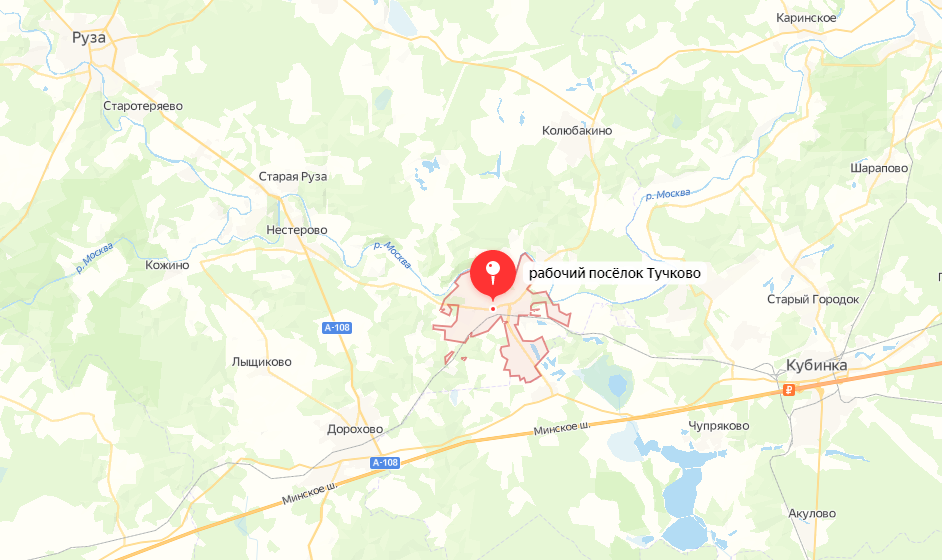 Каринское
Руза
Старотеряево
Колюбакино
Шарапово
Старая Руза
р. Москва
Нестерово
р. Москва
р. Москва
Кожино
рабочий посёлок Тучково
Старый Городок
А-108
Лыщиково
Кубинка
₽
Дорохово
Минское ш.
Чупряково
А-108
Минское ш.
Акулово